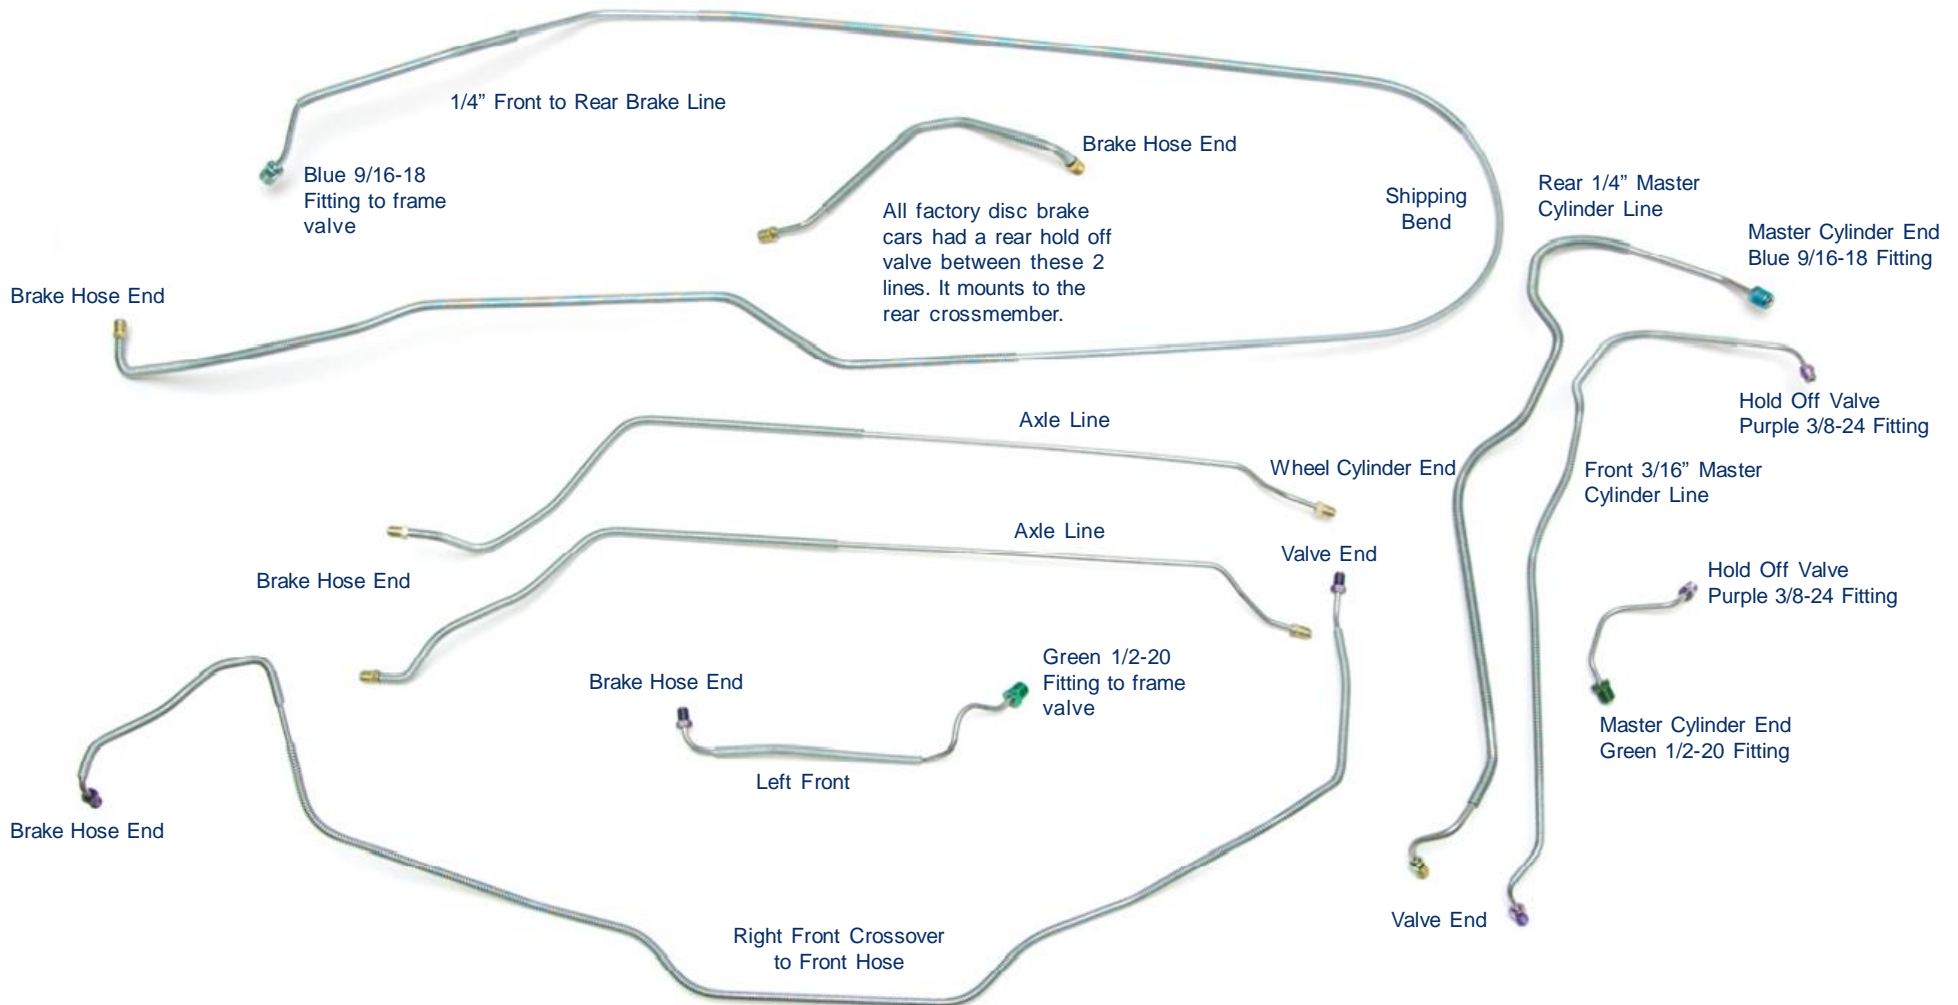 1/4” Front to Rear Brake Line
Blue 9/16-18
Fitting to frame
valve
Brake Hose End
All factory disc brake
cars had a rear hold off
valve between these 2
lines. It mounts to the
rear crossmember.
Shipping
Bend
Rear 1/4” Master
Cylinder Line
Master Cylinder End
Blue 9/16-18 Fitting
Brake Hose End
Hold Off Valve
Purple 3/8-24 Fitting
Axle Line
Wheel Cylinder End
Front 3/16” Master
Cylinder Line
Axle Line
Valve End
Brake Hose End
Hold Off Valve
Purple 3/8-24 Fitting
Brake Hose End
Green 1/2-20
Fitting to frame
valve
Left Front
Master Cylinder End
Green 1/2-20 Fitting
Brake Hose End
Valve End
Right Front Crossover
to Front Hose